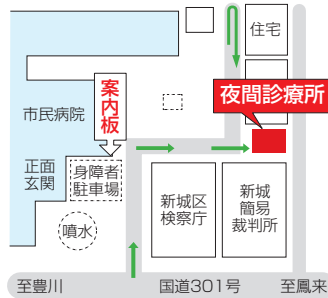 住宅
案内板
夜間診療所
市民病院
正面
玄関
身障者
駐車場
新城区
検察庁
新城
簡易
裁判所
噴水
至豊川
国道301号
至鳳来